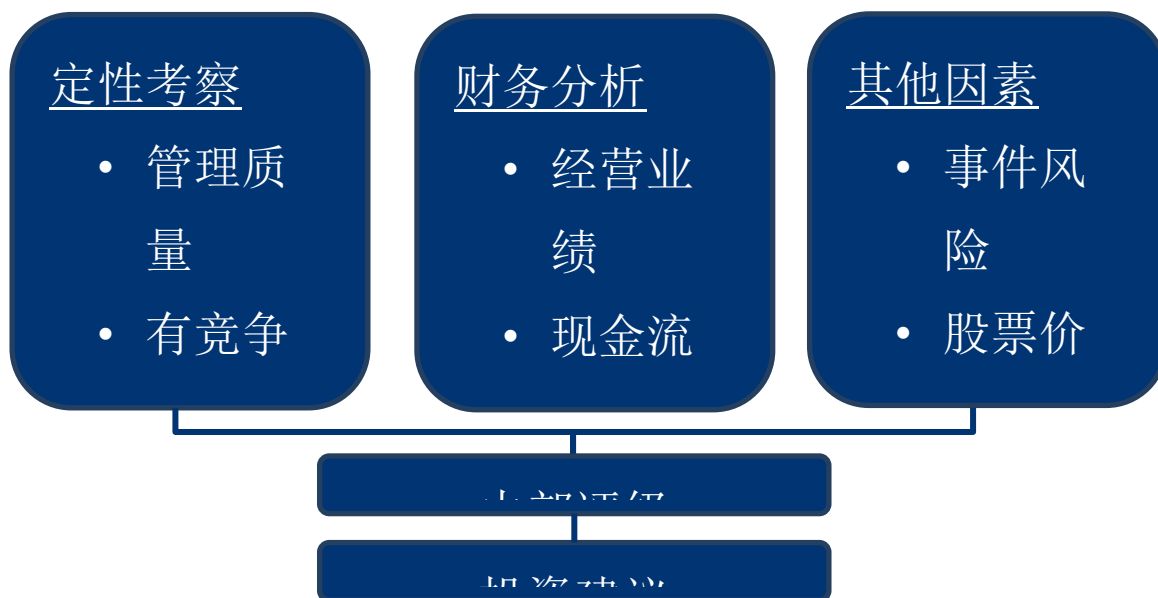 定性考察
• 管理质
量
• 有竞争
财务分析
• 经营业
绩
• 现金流
其他因素
• 事件风
险
• 股票价